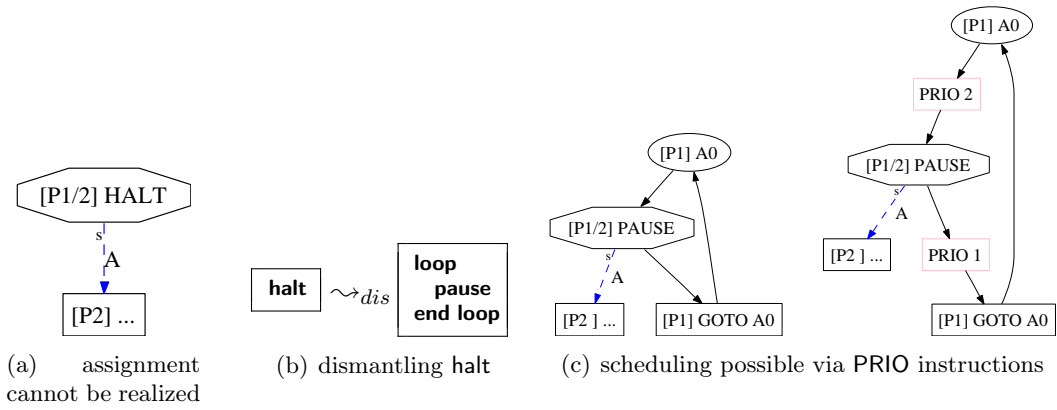 [P1/2] HALT
s
A
[P2] ...
(a) assignment
cannot be realized
halt
⇝dis
loop
pause
end loop
(b) dismantling halt
[P1] A0
[P1/2] PAUSE
s
A
[P2 ] ...
[P1] GOTO A0
[P1] A0
PRIO 2
[P1/2] PAUSE
s
A
[P2 ] ...
PRIO 1
[P1] GOTO A0
(c) scheduling possible via PRIO instructions